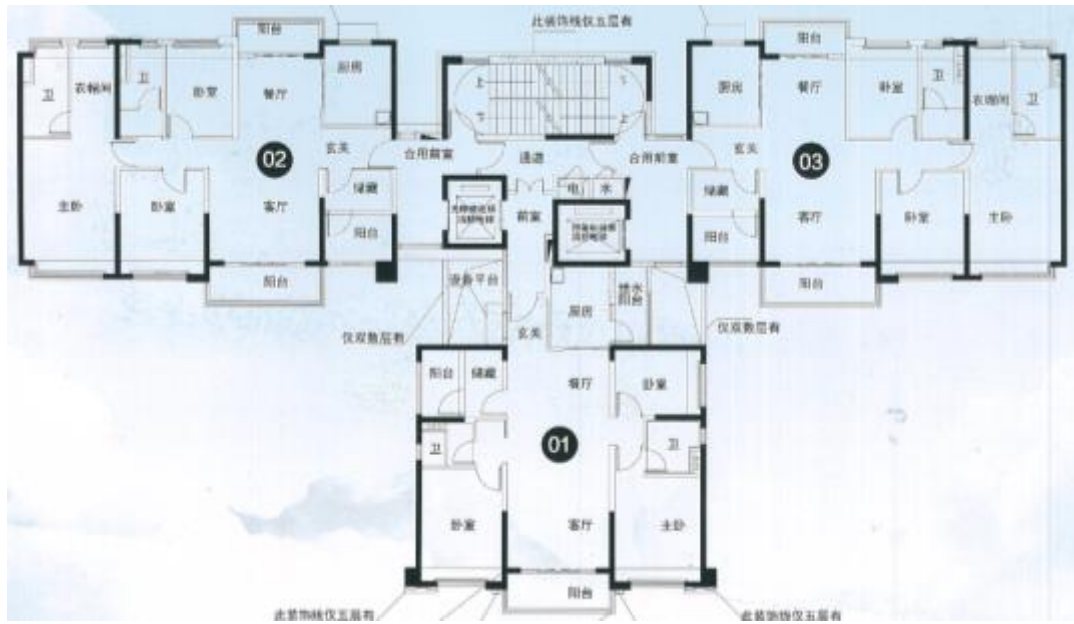 此装饰线仅五层有
阳台
阳台
卫
衣帽间
卫
卧室
餐厅
厨房
上
上
下
下
厨房
餐厅
卧室
卫
衣帽间
卫
02
玄关
合用前室
通道
合用前室
玄关
03
主卧
卧室
客厅
储藏
阳台
前室
电
水
储藏
阳台
客厅
卧室
主卧
阳台
设备平台
厨房
阳台
阳台
仅双数层有
玄关
仅双数层有
阳台
储藏
餐厅
卧室
卫
01
卫
卧室
客厅
主卧
阳台
此装饰线仅五层有
此装饰线仅五层有